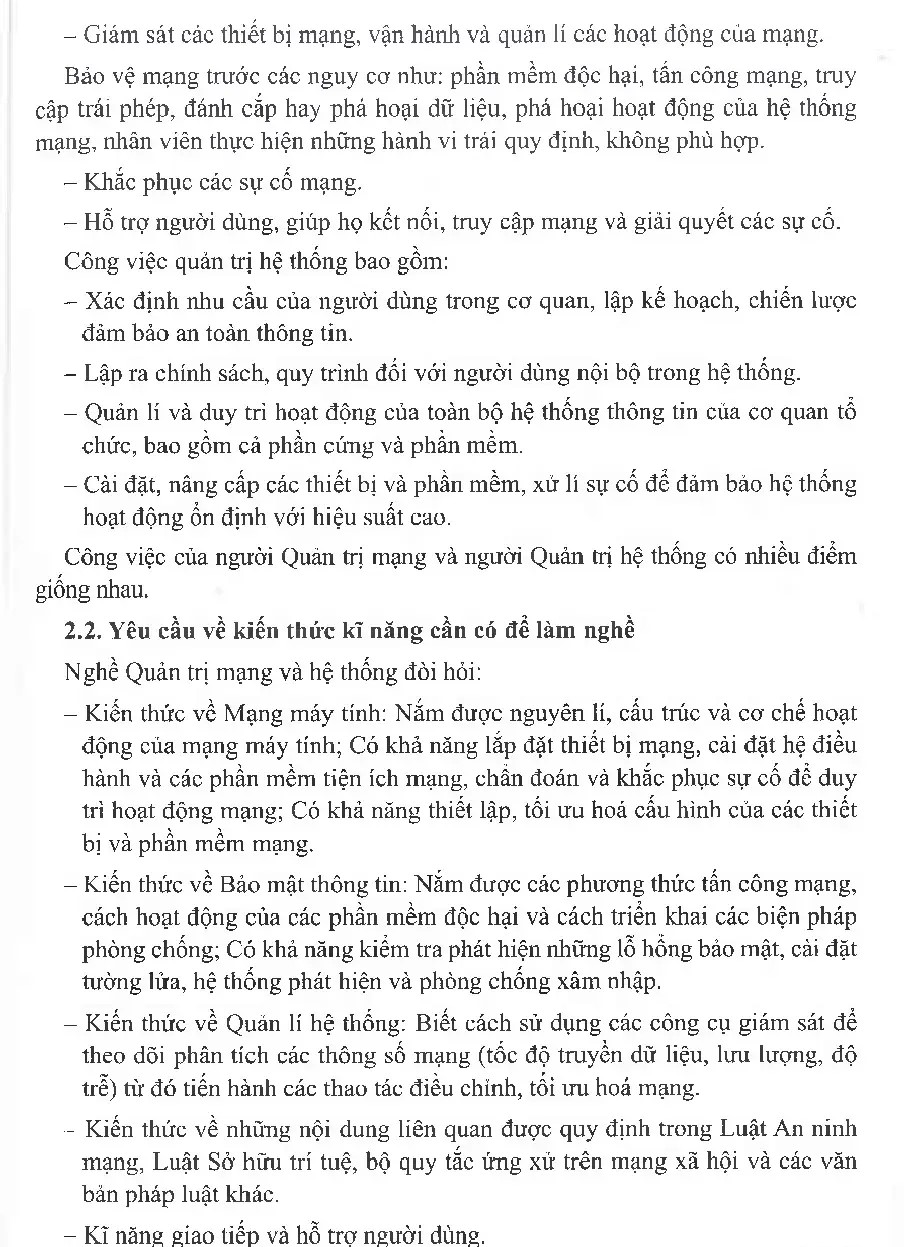 – Giám sát các thiết bị mạng, vận hành và quản lí các hoạt động của mạng.
Bảo vệ mạng trước các nguy cơ như: phần mềm độc hại, tấn công mạng, truy
cập trái phép, đánh cắp hay phá hoại dữ liệu, phá hoại hoạt động của hệ thống
mạng, nhân viên thực hiện những hành vi trái quy định, không phù hợp.
– Khắc phục các sự cố mạng.
– Hỗ trợ người dùng, giúp họ kết nối, truy cập mạng và giải quyết các sự cố.
Công việc quản trị hệ thống bao gồm:
– Xác định nhu cầu của người dùng trong cơ quan, lập kế hoạch, chiến lược
đảm bảo an toàn thông tin.
– Lập ra chính sách, quy trình đối với người dùng nội bộ trong hệ thống.
– Quản lí và duy trì hoạt động của toàn bộ hệ thống thông tin của cơ quan tổ
chức, bao gồm cả phần cứng và phần mềm.
– Cài đặt, nâng cấp các thiết bị và phần mềm, xử lí sự cố để đảm bảo hệ thống
hoạt động ổn định với hiệu suất cao.
Công việc của người Quản trị mạng và người Quản trị hệ thống có nhiều điểm
giống nhau.
2.2. Yêu cầu về kiến thức kĩ năng cần có để làm nghề
Nghề Quản trị mạng và hệ thống đòi hỏi:
– Kiến thức về Mạng máy tính: Nắm được nguyên lí, cấu trúc và cơ chế hoạt
động của mạng máy tính; Có khả năng lắp đặt thiết bị mạng, cài đặt hệ điều
hành và các phần mềm tiện ích mạng, chẩn đoán và khắc phục sự cố để duy
trì hoạt động mạng; Có khả năng thiết lập, tối ưu hoá cấu hình của các thiết
bị và phần mềm mạng.
– Kiến thức về Bảo mật thông tin: Nắm được các phương thức tấn công mạng,
cách hoạt động của các phần mềm độc hại và cách triển khai các biện pháp
phòng chống; Có khả năng kiểm tra phát hiện những lỗ hổng bảo mật, cài đặt
tường lửa, hệ thống phát hiện và phòng chống xâm nhập.
– Kiến thức về Quản lí hệ thống: Biết cách sử dụng các công cụ giám sát để
theo dõi phân tích các thông số mạng (tốc độ truyền dữ liệu, lưu lượng, độ
trễ) từ đó tiến hành các thao tác điều chỉnh, tối ưu hoá mạng.
– Kiến thức về những nội dung liên quan được quy định trong Luật An ninh
mạng, Luật Sở hữu trí tuệ, bộ quy tắc ứng xử trên mạng xã hội và các văn
bản pháp luật khác.
– Kĩ năng giao tiếp và hỗ trợ người dùng.